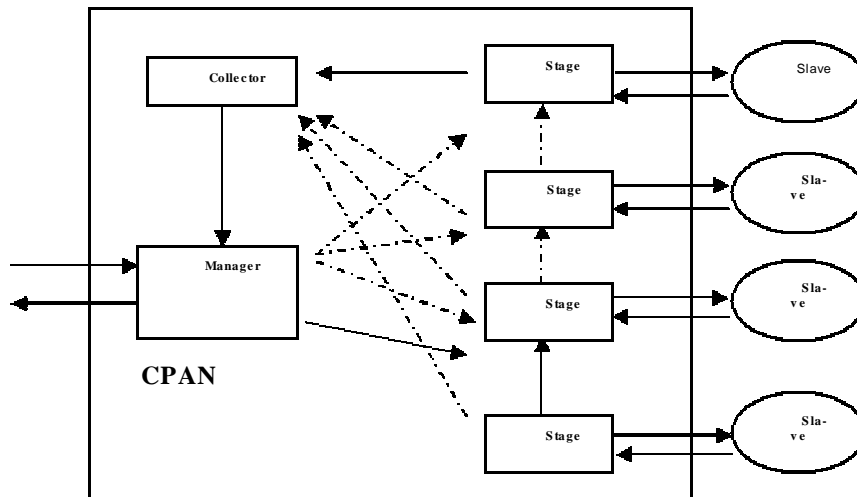 Collector
Stage
Slave
Stage
Sla-
ve
Manager
Stage
Sla-
ve
CPAN
Stage
Sla-
ve